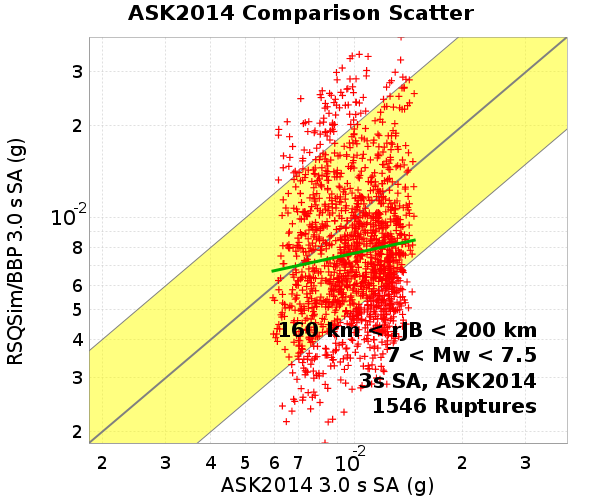 ASK2014 Comparison Scatter
RSQSim/BBP 3.0 s SA (g)
3
2
10-2
8
6
5
4
3
2
160 km < rJB < 200 km
7 < Mw < 7.5
3s SA, ASK2014
1546 Ruptures
2 3 4 5 6 7 10-2 2 3
ASK2014 3.0 s SA (g)